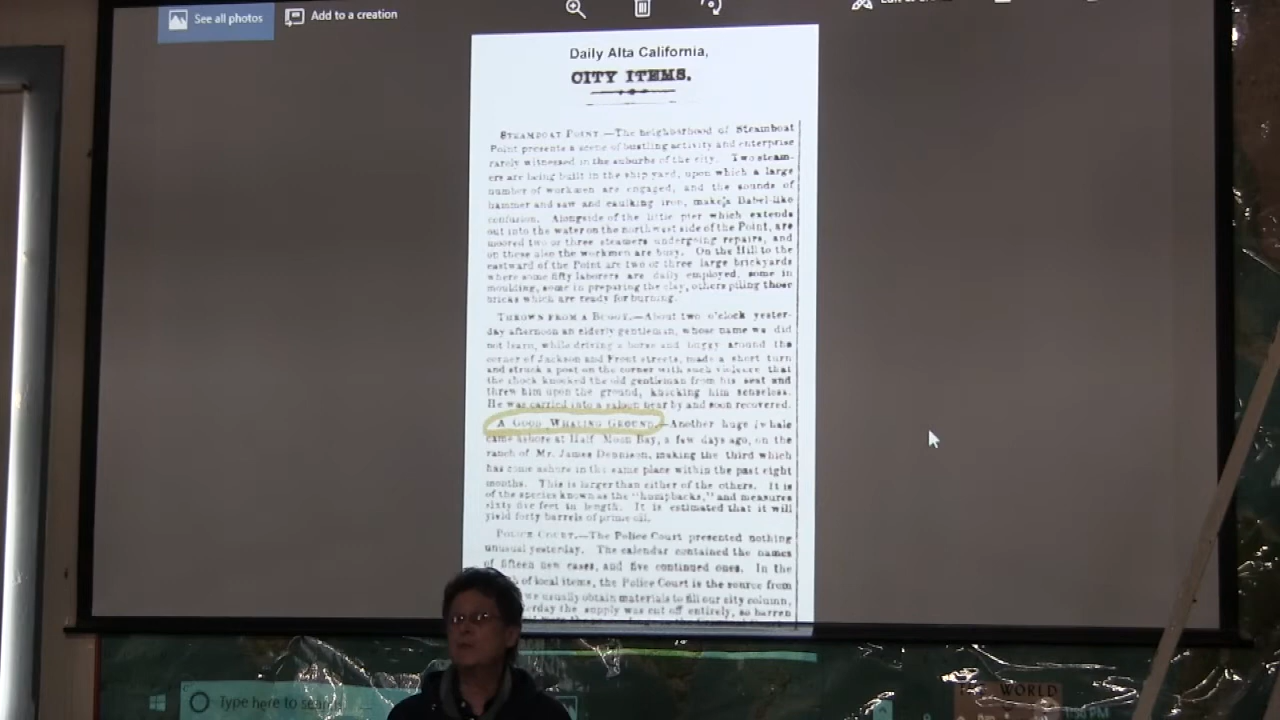 See all photos
Add to a creation
Daily Alta California,
CITY ITEMS.
STEAMBOAT POINT.—The neighborhood of Steamboat
Point presents a scene of bustling activity and enterprise
rarely witnessed in the suburbs of the city. Two steam-
ers are being built in the ship yard, upon which a large
number of workmen are engaged, and the sounds of
hammer and saw and caulking iron, make a Babel-like
confusion. Alongside of the little pier which extends
out into the water on the northwest side of the Point, are
moored two or three steamers undergoing repairs, and
on these also the workmen are busy. On the Hill to the
eastward of the Point are two or three large brickyards
where some fifty laborers are daily employed, some in
moulding, some in preparing the clay, others piling those
bricks which are ready for burning.
THROWN FROM A BUGGY.—About two o'clock yester-
day afternoon an elderly gentleman, whose name we did
not learn, while driving a horse and buggy around the
corner of Jackson and Front streets, made a short turn
and struck a post on the corner with such violence that
the shock knocked the old gentleman from his seat and
threw him upon the ground, knocking him senseless.
He was carried into a saloon near by and soon recovered.
A GOOD WHALING GROUND.—Another huge whale
came ashore at Half Moon Bay, a few days ago, on the
ranch of Mr. James Dennison, making the third which
has come ashore in the same place within the past eight
months. This is larger than either of the others. It is
of the species known as the "humpbacks," and measures
sixty five feet in length. It is estimated that it will
yield forty barrels of prime oil.
POLICE COURT.—The Police Court presented nothing
unusual yesterday. The calendar contained the names
of fifteen new cases, and five continued ones. In the
of local items, the Police Court is the source from
we usually obtain materials to fill our city column,
the supply was cut off entirely, so barren
Type here to search
WORLD